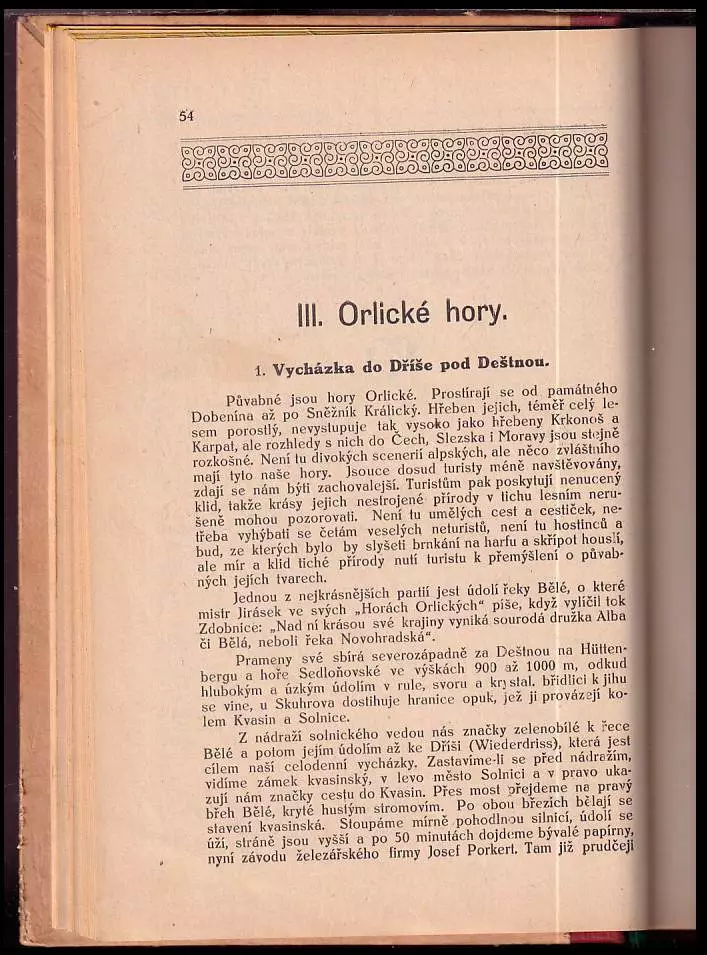 54
III. Orlické hory.
1. Vycházka do Dříše pod Deštnou.
Půvabné jsou hory Orlické. Prostírají se od památného
Dobenína až po Sněžník Králický. Hřeben jejich, téměř celý le-
sem porostlý, nevystupuje tak vysoko jako hřebeny Krkonoš a
Karpat, ale rozhledy s nich do Čech, Slezska i Moravy jsou stejně
rozkošné. Není tu divokých scenerií alpských, ale něco zvláštního
mají tyto naše hory. Jsouce dosud turisty méně navštěvovány,
zdají se nám býti zachovalejší. Turistům pak poskytují nenucený
klid, takže krásy jejich nestrojené přírody v tichu lesním neru-
šeně mohou pozorovati. Není tu umělých cest a cestiček, ne-
třeba vyhýbati se četám veselých neturistů, není tu hostinců a
bud, ze kterých bylo by slyšeti brnkání na harfu a skřípot houslí,
ale mír a klid tiché přírody nutí turistu k přemýšlení o půvab-
ných jejích tvarech.
Jednou z nejkrásnějších partií jest údolí řeky Bělé, o které
mistr Jirásek ve svých „Horách Orlických“ píše, když vylíčil tok
Zdobnice: „Nad ní krásou své krajiny vyniká sourodá družka Alba
či Bělá, neboli řeka Novohradská“.
Prameny své sbírá severozápadně za Deštnou na Hütten-
bergu a hoře Sedloňovské ve výškách 900 až 1000 m, odkud
hlubokým a úzkým údolím v rule, svoru a krystal. břidlici k jihu
se vine, u Skuhrova dostihuje hranice opuk, jež ji provázejí ko-
lem Kvasin a Solnice.
Z nádraží solnického vedou nás značky zelenobílé k řece
Bělé a potom jejím údolím až ke Dříši (Wiederdriss), která jest
cílem naší celodenní vycházky. Zastavíme-li se před nádražím,
vidíme zámek kvasinský, v levo město Solnici a v pravo uka-
zují nám značky cestu do Kvasin. Přes most přejdeme na pravý
břeh Bělé, kryté hustým stromovím. Po obou březích bělají se
stavení kvasinská. Stoupáme mírně pohodlnou silnicí, údolí se
úží, stráně jsou vyšší a po 50 minutách dojdeme bývalé papírny,
nyní závodu železářského firmy Josef Porkert. Tam již prudčeji